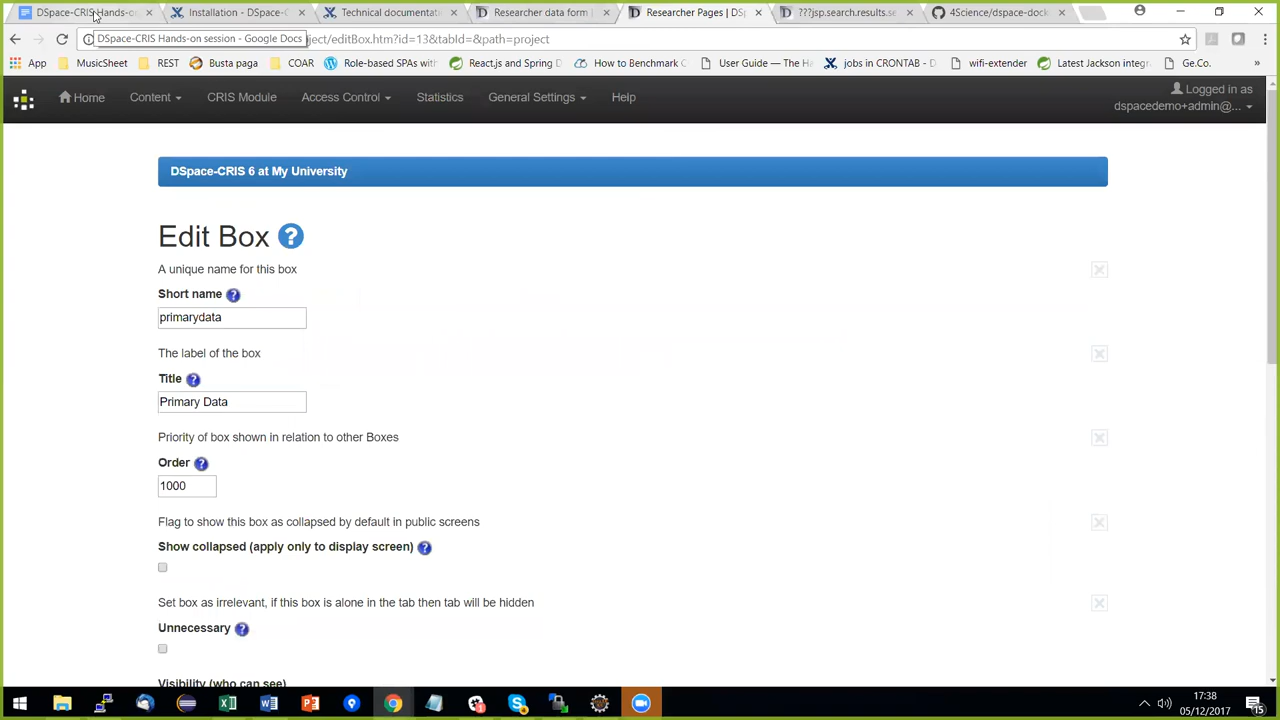 DSpace-CRIS Hands-on
Installation - DSpace-C
Technical documentati
Researcher data form |
Researcher Pages | DS
???jsp.search.results.se
4Science/dspace-dock
DSpace-CRIS Hands-on session - Google Docs
ject/editBox.htm?id=13&tabId=&path=project
App
MusicSheet
REST
Busta paga
COAR
Role-based SPAs wit
React.js and Spring D
How to Benchmark C
User Guide — The Ha
jobs in CRONTAB - D
wifi-extender
Latest Jackson integra
Ge.Co.
»
Home
Content
CRIS Module
Access Control
Statistics
General Settings
Help
Logged in as
dspacedemo+admin@...
DSpace-CRIS 6 at My University
Edit Box ?
A unique name for this box
Short name ?
primarydata
The label of the box
Title ?
Primary Data
Priority of box shown in relation to other Boxes
Order ?
1000
Flag to show this box as collapsed by default in public screens
Show collapsed (apply only to display screen) ?
Set box as irrelevant, if this box is alone in the tab then tab will be hidden
Unnecessary ?
Visibility (who can see)
17:38
05/12/2017
15